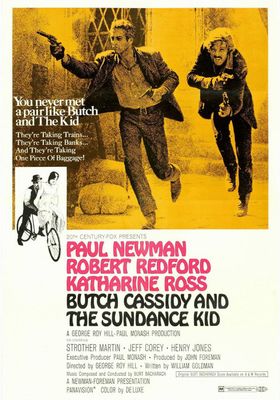 You never met
a pair like Butch
and The Kid
They're Taking Trains...
They're Taking Banks...
And They're Taking
One Piece Of Baggage!
20TH CENTURY-FOX PRESENTS
PAUL NEWMAN
ROBERT REDFORD
KATHARINE ROSS
BUTCH CASSIDY AND
THE SUNDANCE KID
A GEORGE ROY HILL-PAUL MONASH PRODUCTION
STROTHER MARTIN • JEFF COREY • HENRY JONES
Executive Producer PAUL MONASH • Produced by JOHN FOREMAN
Directed by GEORGE ROY HILL • Written by WILLIAM GOLDMAN
Music Composed and Conducted by BURT BACHARACH
A NEWMAN-FOREMAN PRESENTATION
PANAVISION® COLOR by DELUXE